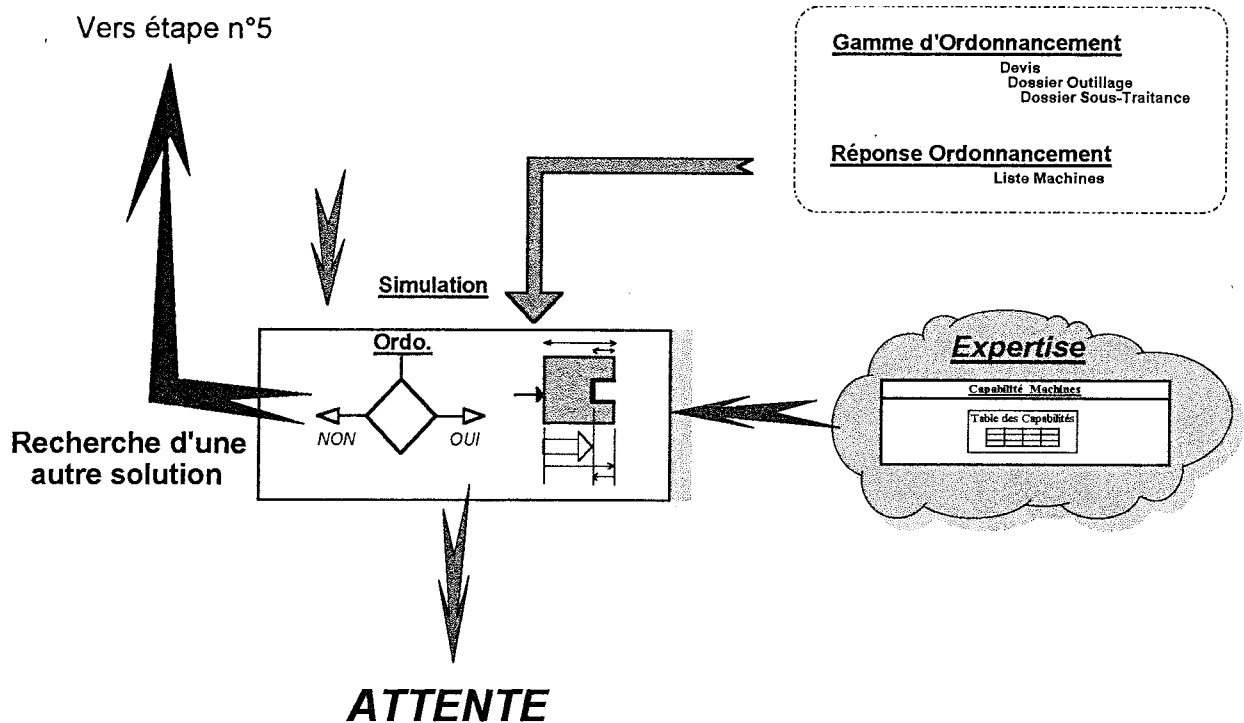 Vers étape n°5
Gamme d'Ordonnancement
Devis
Dossier Outillage
Dossier Sous-Traitance
Réponse Ordonnancement
Liste Machines
Simulation
Ordo.
NON
OUI
Recherche d'une
autre solution
Expertise
Capabilité Machines
Table des Capabilités
ATTENTE